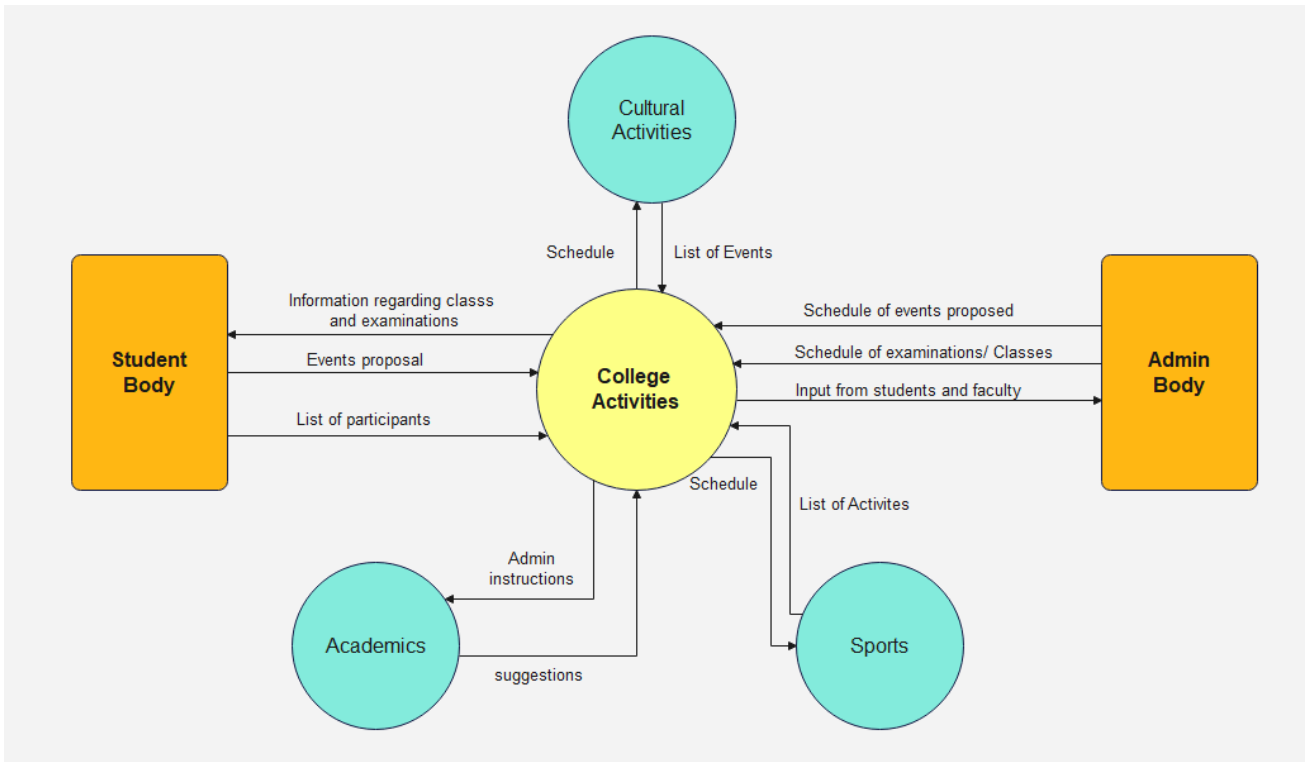 Cultural
Activities
Schedule
List of Events
Information regarding classs
and examinations
Schedule of events proposed
Student
Body
Events proposal
College
Activities
Schedule of examinations/ Classes
Admin
Body
Input from students and faculty
List of participants
Schedule
List of Activites
Admin
instructions
Academics
suggestions
Sports